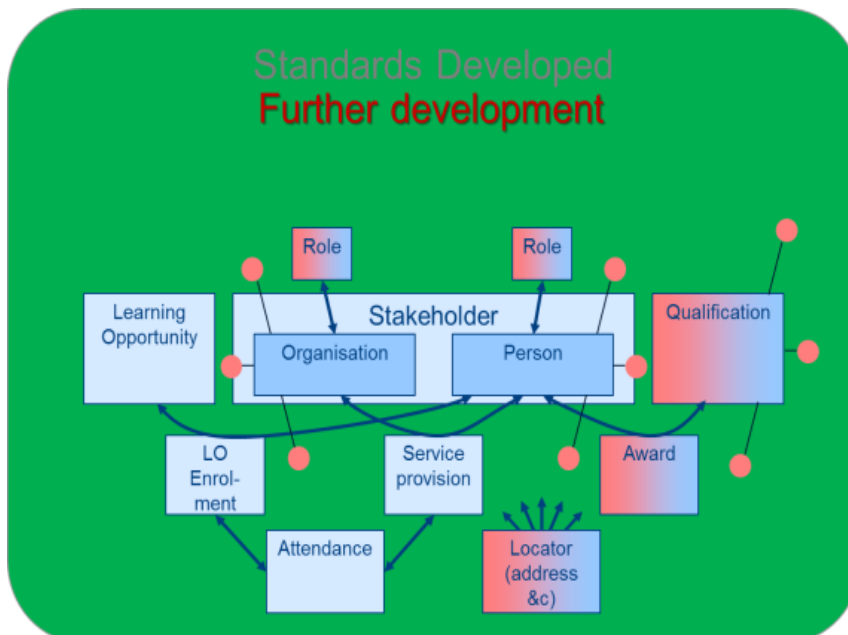 Standards Developed
Further development
Role
Role
Learning
Opportunity
Stakeholder
Organisation
Person
Qualification
LO
Enrol-
ment
Service
provision
Award
Attendance
Locator
(address
&c)